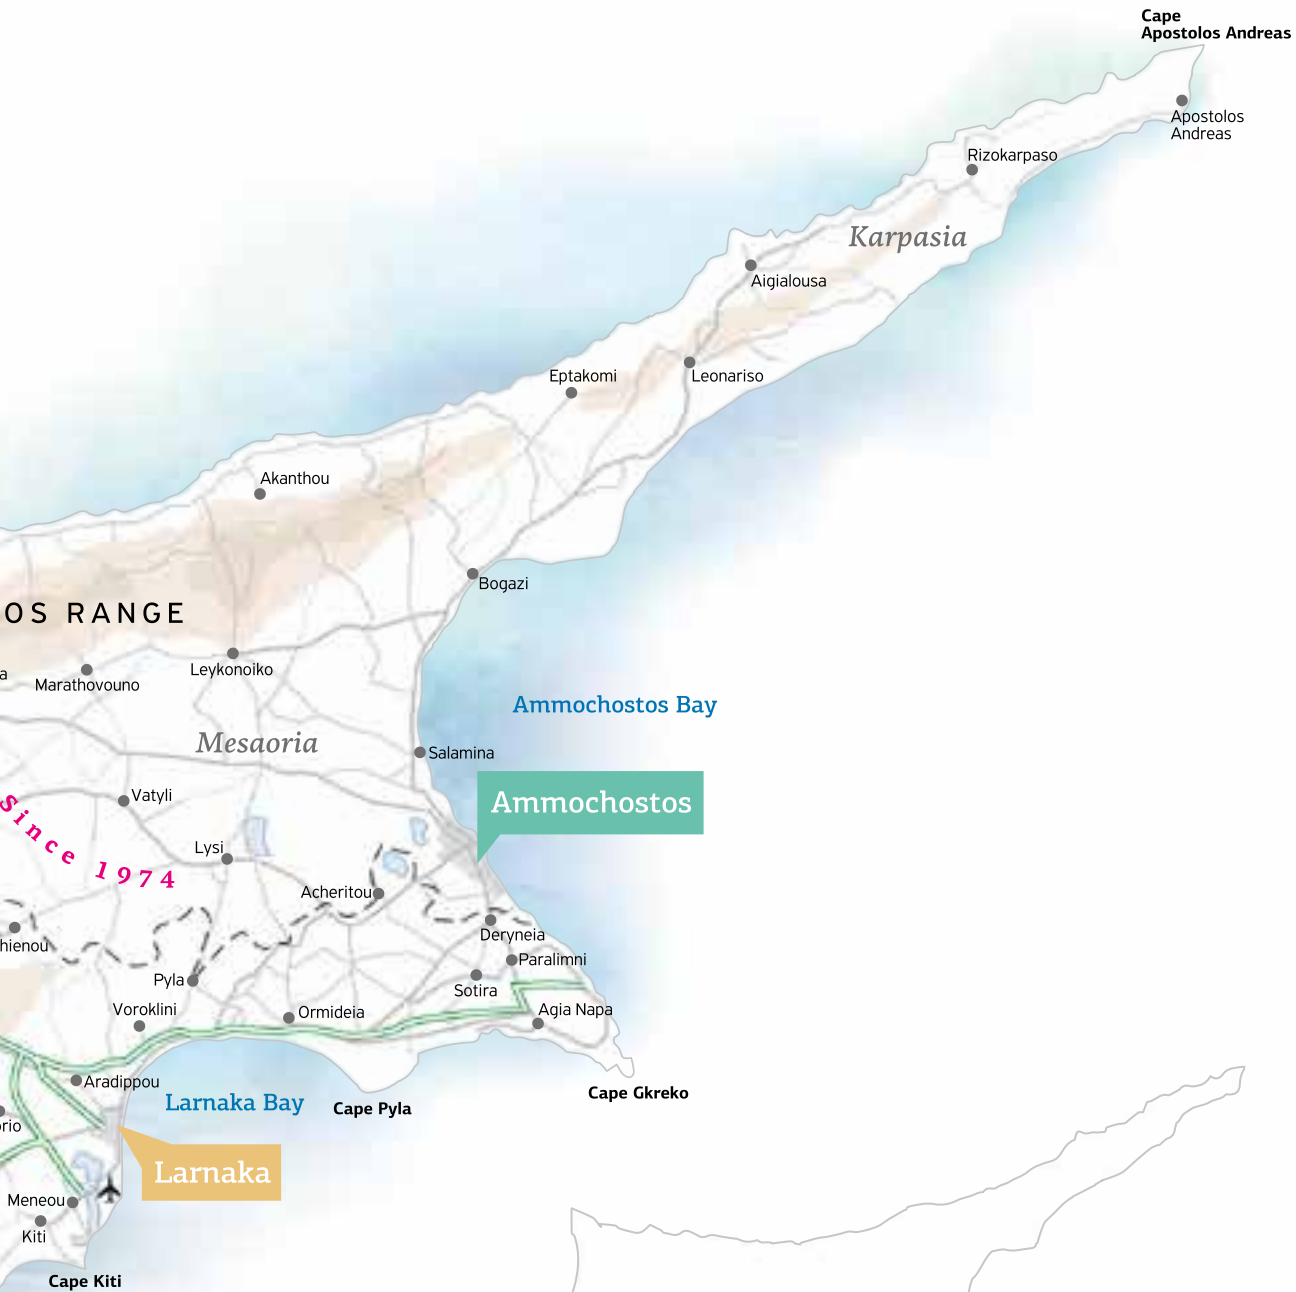 Cape
Apostolos Andreas
Apostolos
Andreas
Rizokarpaso
Karpasia
Aigialousa
Eptakomi
Leonariso
Akanthou
Bogazi
OS RANGE
Leykonoiko
a
Marathovouno
Ammochostos Bay
Mesaoria
Salamina
Vatyli
Ammochostos
Since 1974
Lysi
Acheritou
hienou
Deryneia
Paralimni
Pyla
Sotira
Voroklini
Ormideia
Agia Napa
Aradippou
Cape Gkreko
Larnaka Bay
Cape Pyla
rio
Larnaka
Meneou
Kiti
Cape Kiti